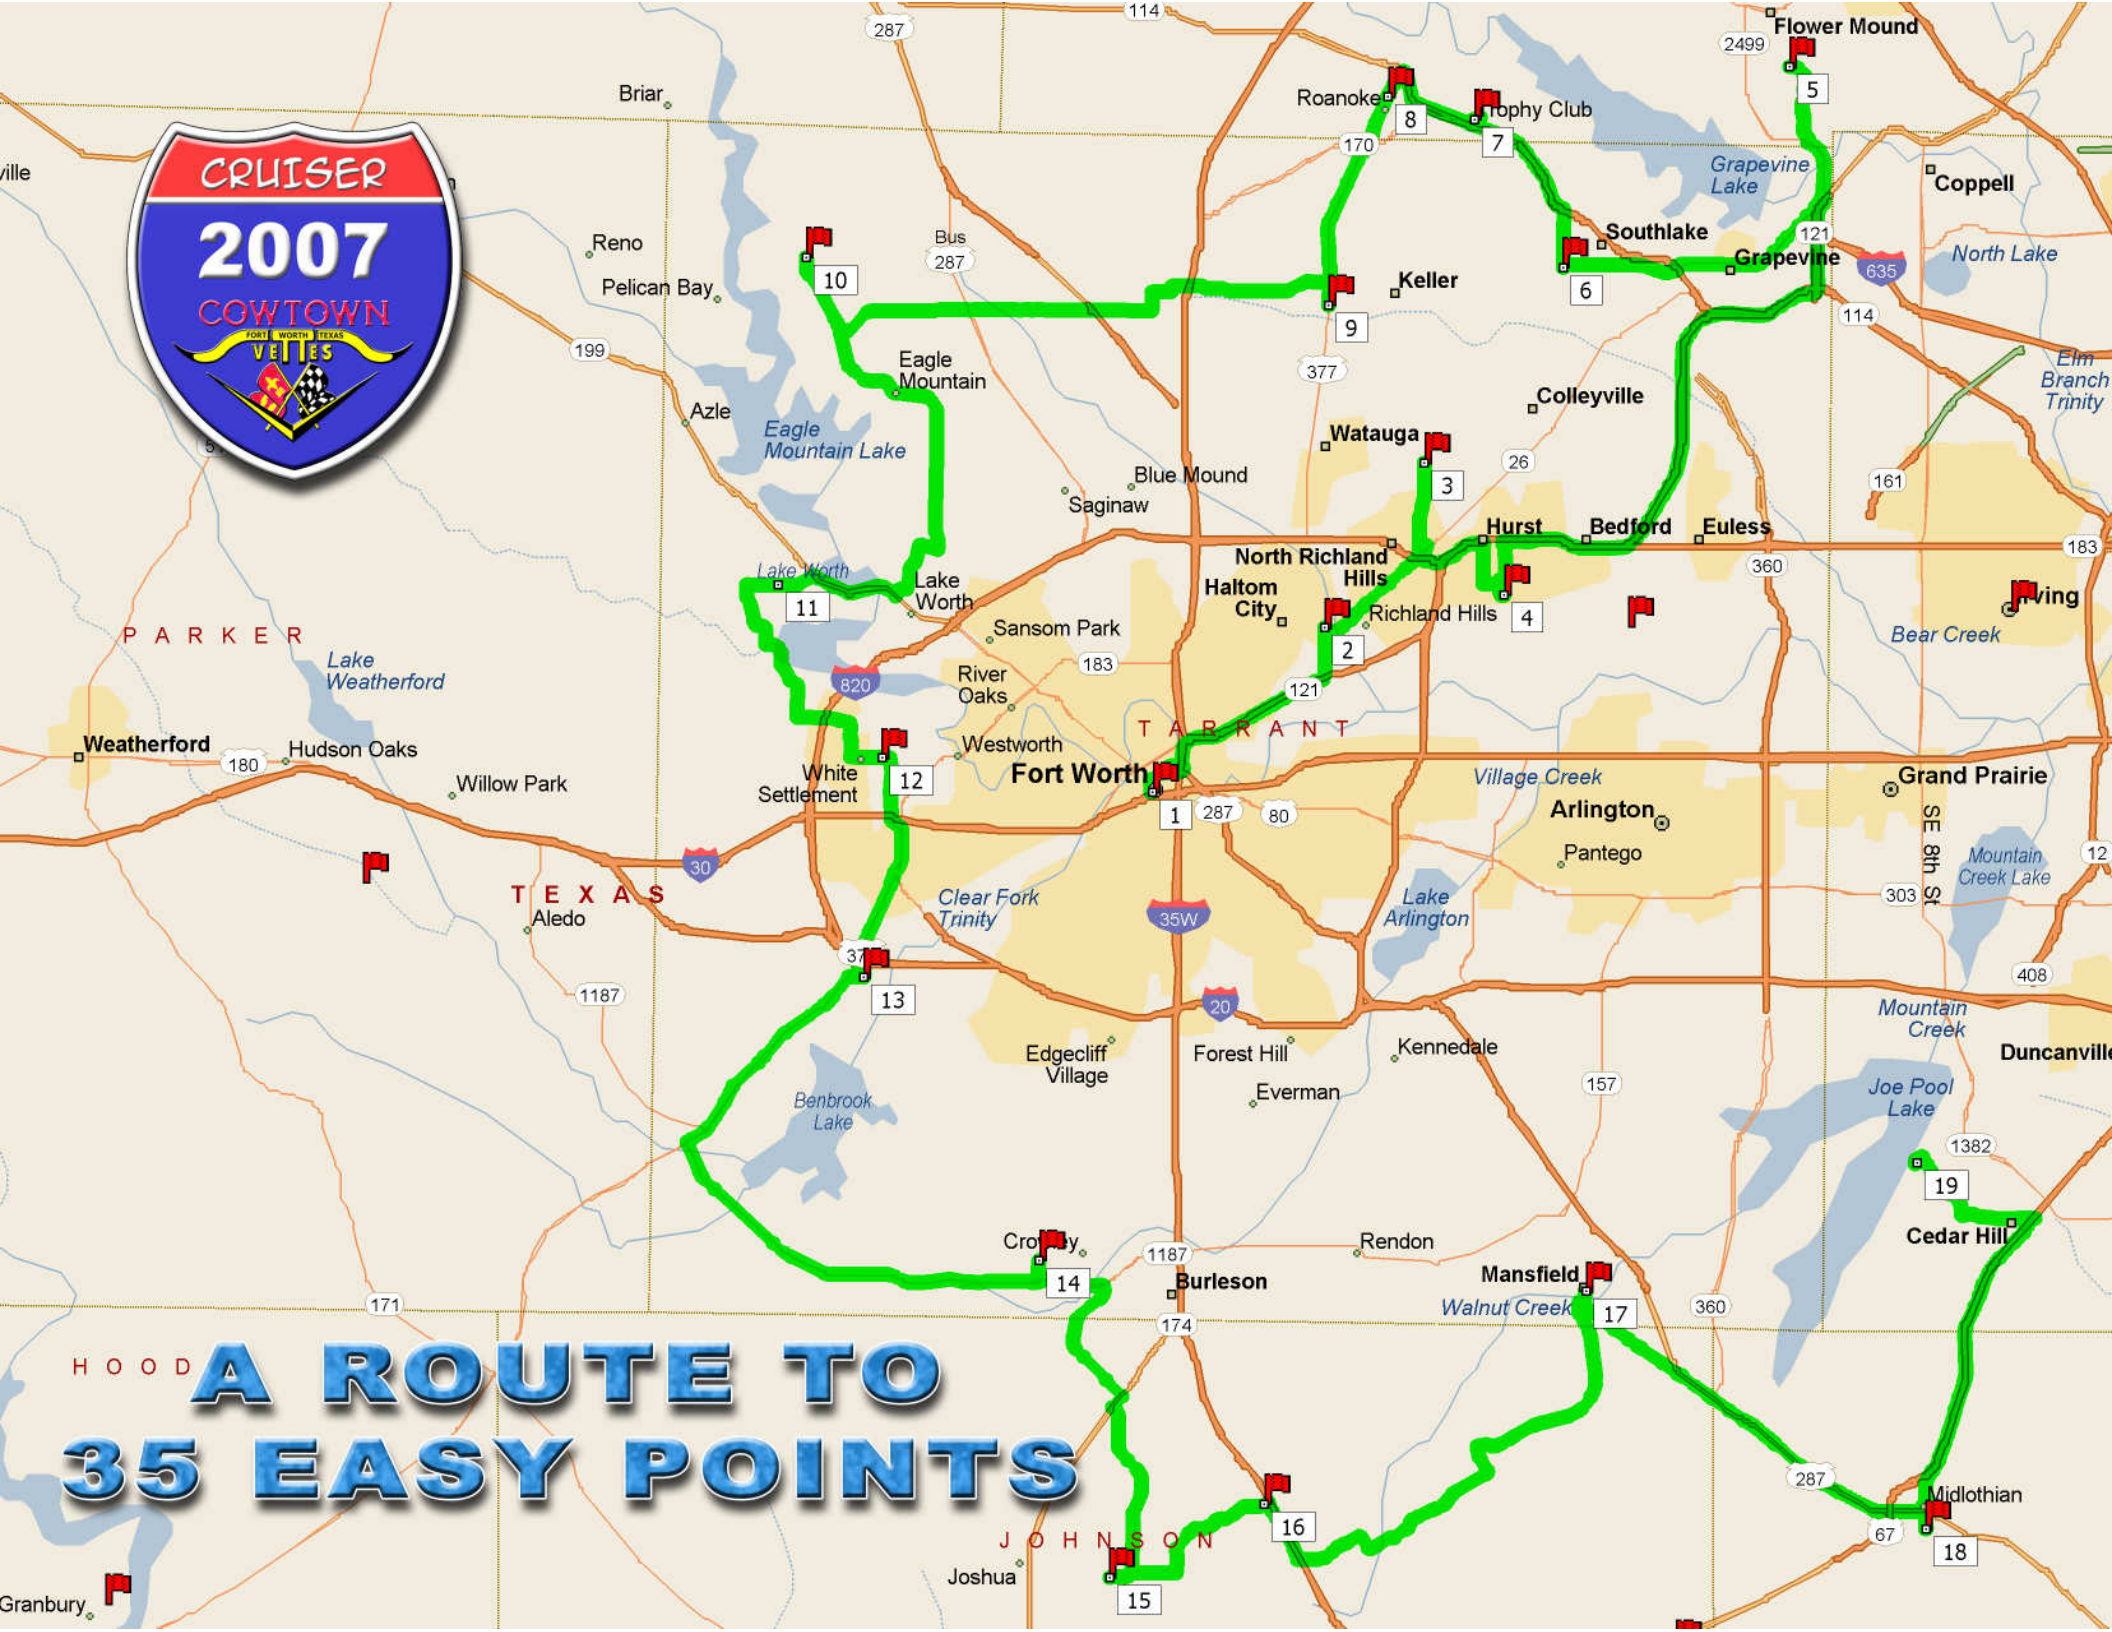 114
287
2499
Flower Mound
5
Briar
Roanoke
8
Trophy Club
7
170
CRUISER
2007
COWTOWN
FORT WORTH TEXAS
VETTES
Grapevine
Lake
Coppell
Reno
Bus
287
Southlake
121
Grapevine
635
North Lake
Pelican Bay
10
Keller
6
9
114
199
Eagle
Mountain
377
Elm
Branch
Trinity
Azle
Colleyville
Eagle
Mountain Lake
Watauga
3
26
161
Blue Mound
Saginaw
Hurst
Bedford
Euless
183
North Richland
Hills
360
Lake Worth
11
Lake
Worth
Haltom
City
Richland Hills
4
Irving
Bear Creek
PARKER
Sansom Park
2
Lake
Weatherford
183
820
River
Oaks
121
TARRANT
Weatherford
180
Hudson Oaks
Westworth
White
Settlement
12
Fort Worth
1
287
80
Village Creek
Grand Prairie
Willow Park
Arlington
Pantego
SE 8th St
Mountain
Creek Lake
12
30
TEXAS
Aledo
Clear Fork
Trinity
35W
Lake
Arlington
303
37
13
1187
20
408
Mountain
Creek
Edgecliff
Village
Forest Hill
Kennedale
Duncanville
Everman
157
Joe Pool
Lake
Benbrook
Lake
1382
19
Cedar Hill
Crowley
14
1187
Rendon
Burleson
Mansfield
Walnut Creek
17
360
171
174
HOOD
A ROUTE TO
35 EASY POINTS
287
Midlothian
67
18
JOHNSON
16
Joshua
15
Granbury